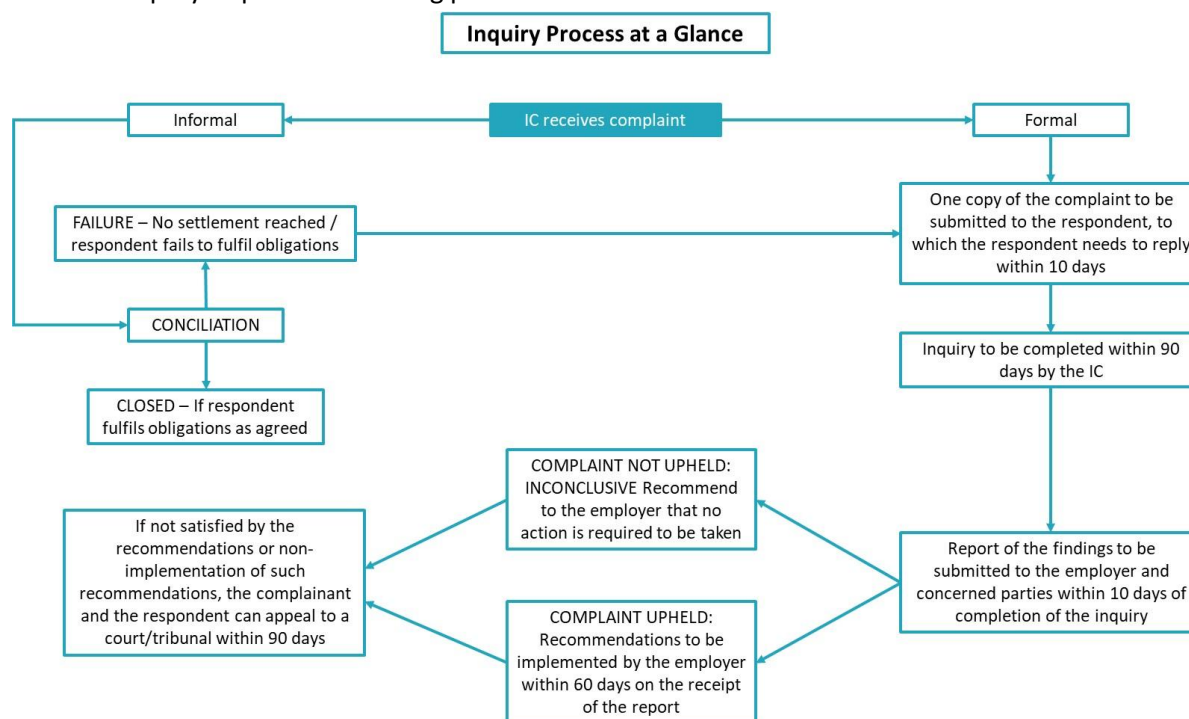 Inquiry Process at a Glance
Informal
IC receives complaint
Formal
FAILURE – No settlement reached /
respondent fails to fulfil obligations
One copy of the complaint to be
submitted to the respondent, to
which the respondent needs to reply
within 10 days
CONCILIATION
Inquiry to be completed within 90
days by the IC
CLOSED – If respondent
fulfils obligations as agreed
COMPLAINT NOT UPHELD:
INCONCLUSIVE Recommend
to the employer that no
action is required to be taken
If not satisfied by the
recommendations or non-
implementation of such
recommendations, the complainant
and the respondent can appeal to a
court/tribunal within 90 days
Report of the findings to be
submitted to the employer and
concerned parties within 10 days of
completion of the inquiry
COMPLAINT UPHELD:
Recommendations to be
implemented by the employer
within 60 days on the receipt
of the report